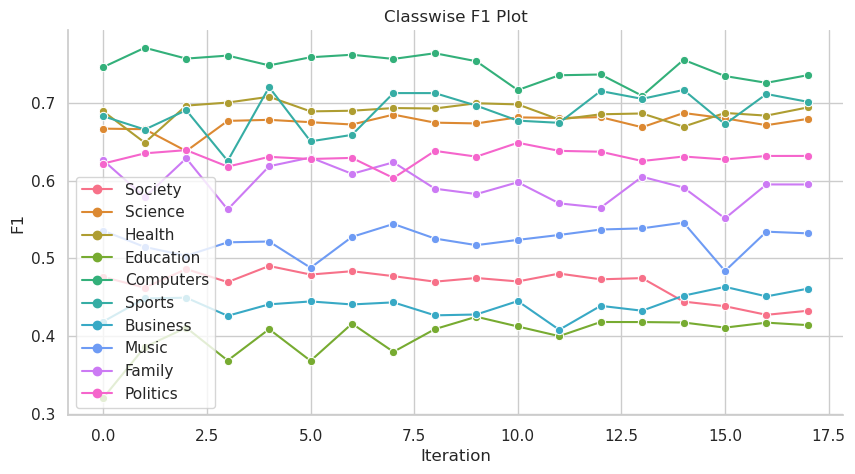 Classwise F1 Plot
F1
0.7
0.6
0.5
0.4
0.3
Society
Science
Health
Education
Computers
Sports
Business
Music
Family
Politics
0.0 2.5 5.0 7.5 10.0 12.5 15.0 17.5
Iteration